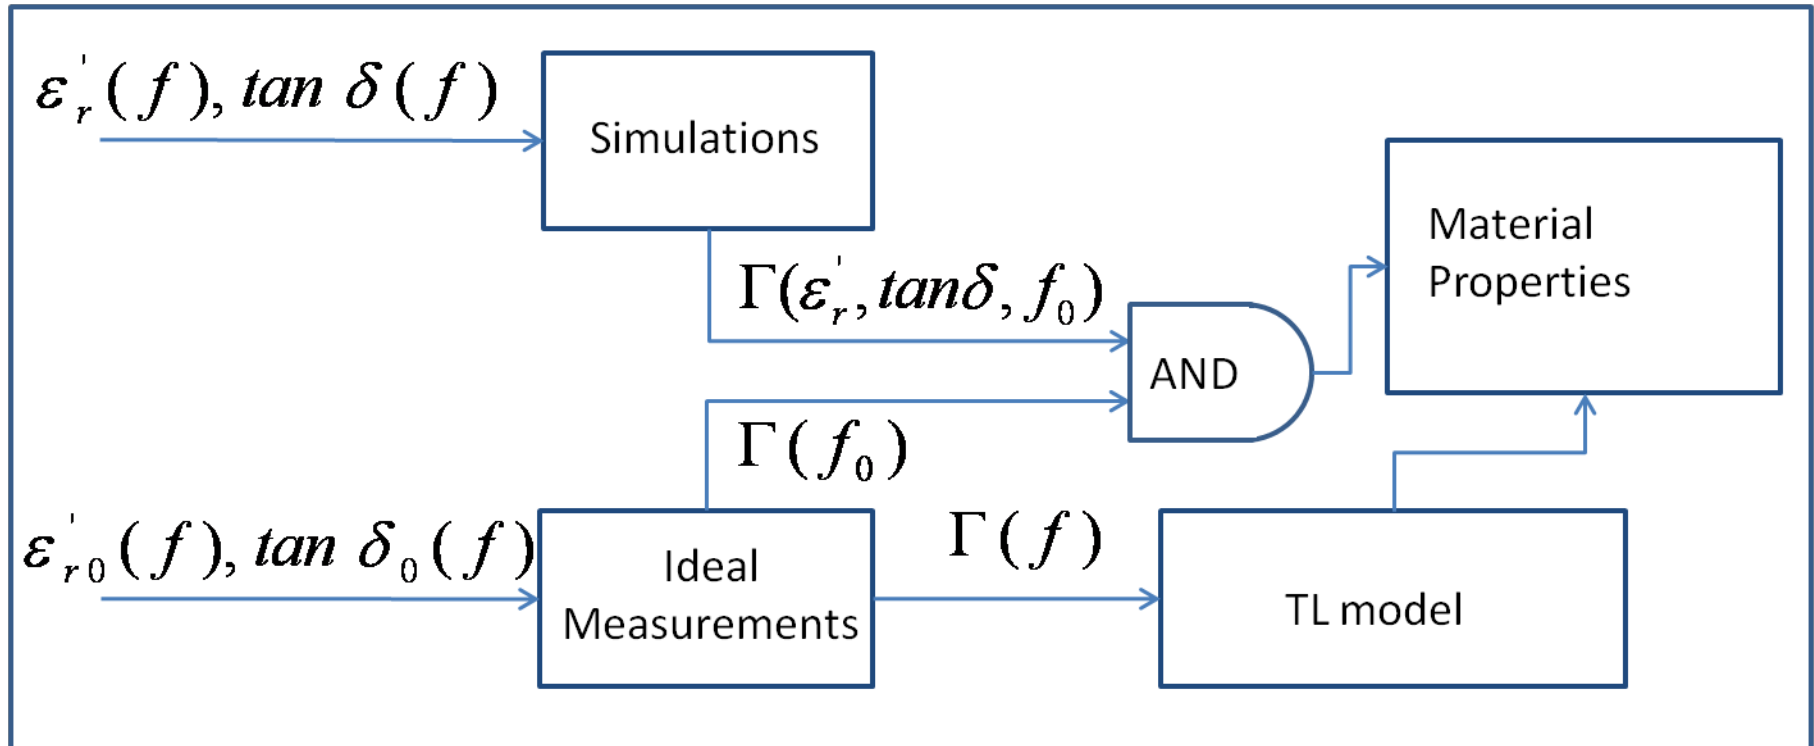 ε'r(f), tan δ(f)
Simulations
Material
Properties
Γ(ε'r, tanδ, f0)
AND
Γ(f0)
ε'r0(f), tan δ0(f)
Ideal
Measurements
Γ(f)
TL model